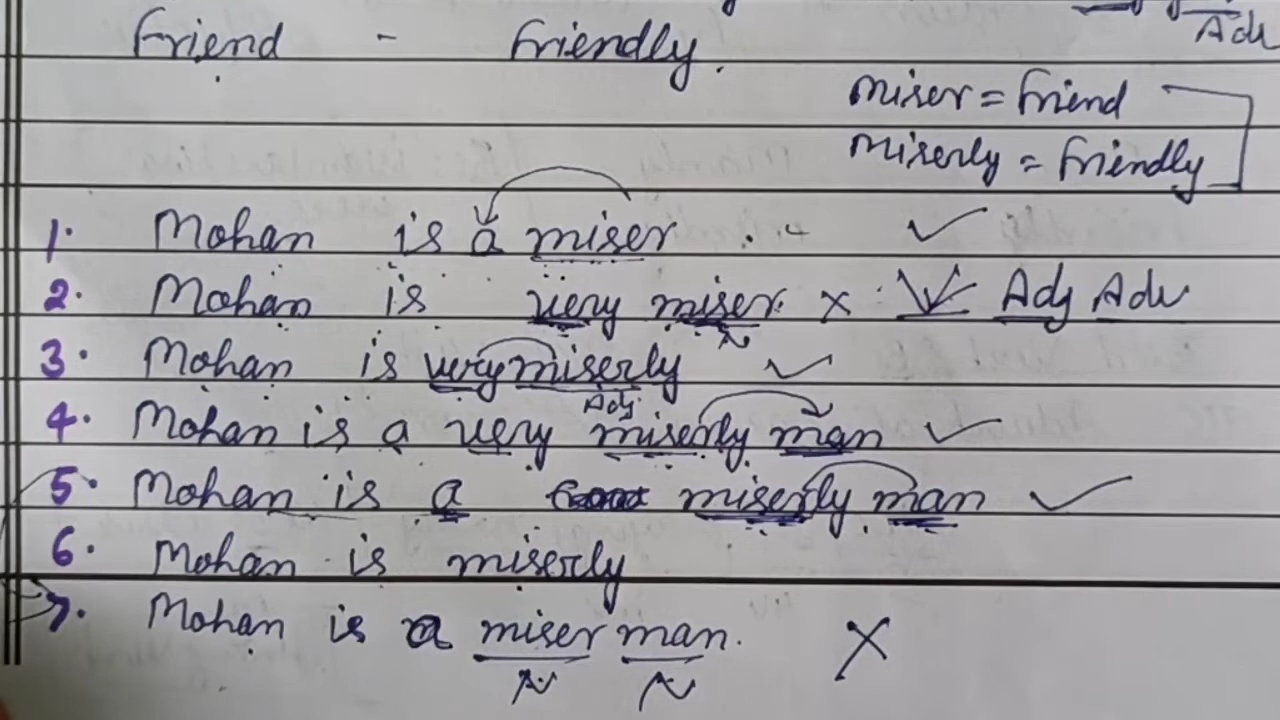 Adv
Friend - Friendly.
miser = Friend
miserly = Friendly
1. Mohan is a miser. ✓
2. Mohan is very miser. × Adj Adv
N
3. Mohan is very miserly ✓
Adj
4. Mohan is a very miserly man ✓
5. Mohan is a miserly man ✓
6. Mohan is miserly
7. Mohan is a miser man. ×
N N